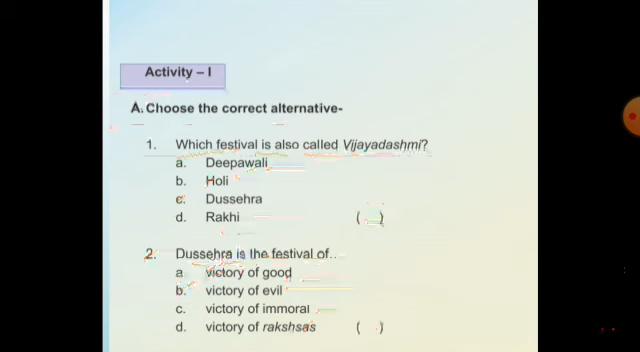 Activity – I
A. Choose the correct alternative-
1. Which festival is also called Vijayadashmi?
a. Deepawali
b. Holi
c. Dussehra
d. Rakhi ( )
2. Dussehra is the festival of...
a victory of good
b. victory of evil
c. victory of immoral
d. victory of rakshsas ( )